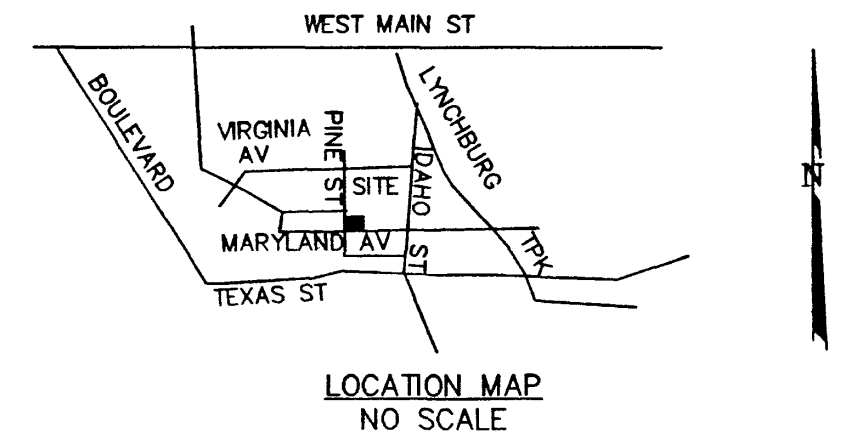 WEST MAIN ST
BOULEVARD
LYNCHBURG
TPK
VIRGINIA
AV
PINE ST
IDAHO ST
SITE
N
MARYLAND AV
TEXAS ST
LOCATION MAP
NO SCALE